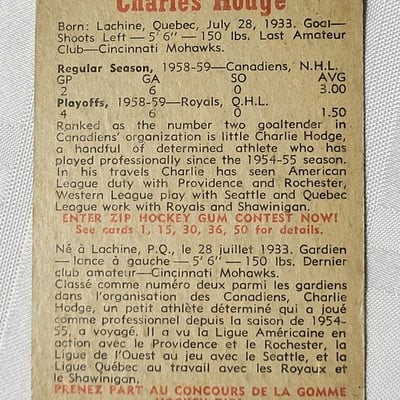 Charles Hodge
Born: Lachine, Quebec, July 28, 1933. Goal—
Shoots Left — 5' 6" — 150 lbs. Last Amateur
Club—Cincinnati Mohawks.
Regular Season, 1958-59—Canadiens, N.H.L.
GP GA SO AVG
2 6 0 3.00
Playoffs, 1958-59—Royals, Q.H.L.
4 6 0 1.50
Ranked as the number two goaltender in
Canadiens' organization is little Charlie Hodge,
a handful of determined athlete who has
played professionally since the 1954-55 season.
In his travels Charlie has seen American
League duty with Providence and Rochester,
Western League play with Seattle and Quebec
League work with Royals and Shawinigan.
ENTER ZIP HOCKEY GUM CONTEST NOW!
See cards 1, 15, 30, 36, 50 for details.
Né à Lachine, P.Q., le 28 juillet 1933. Gardien
—lance à gauche — 5' 6" — 150 lbs. Dernier
club amateur—Cincinnati Mohawks.
Classé comme numéro deux parmi les gardiens
dans l'organisation des Canadiens, Charlie
Hodge, un petit athlète déterminé qui a joué
comme professionnel depuis la saison de 1954-
55, a voyagé. Il a vu la Ligue Américaine en
action avec le Providence et le Rochester, la
Ligue de l'Ouest au jeu avec le Seattle, et la
Ligue Québec au travail avec les Royaux et
le Shawinigan.
PRENEZ PART AU CONCOURS DE LA GOMME